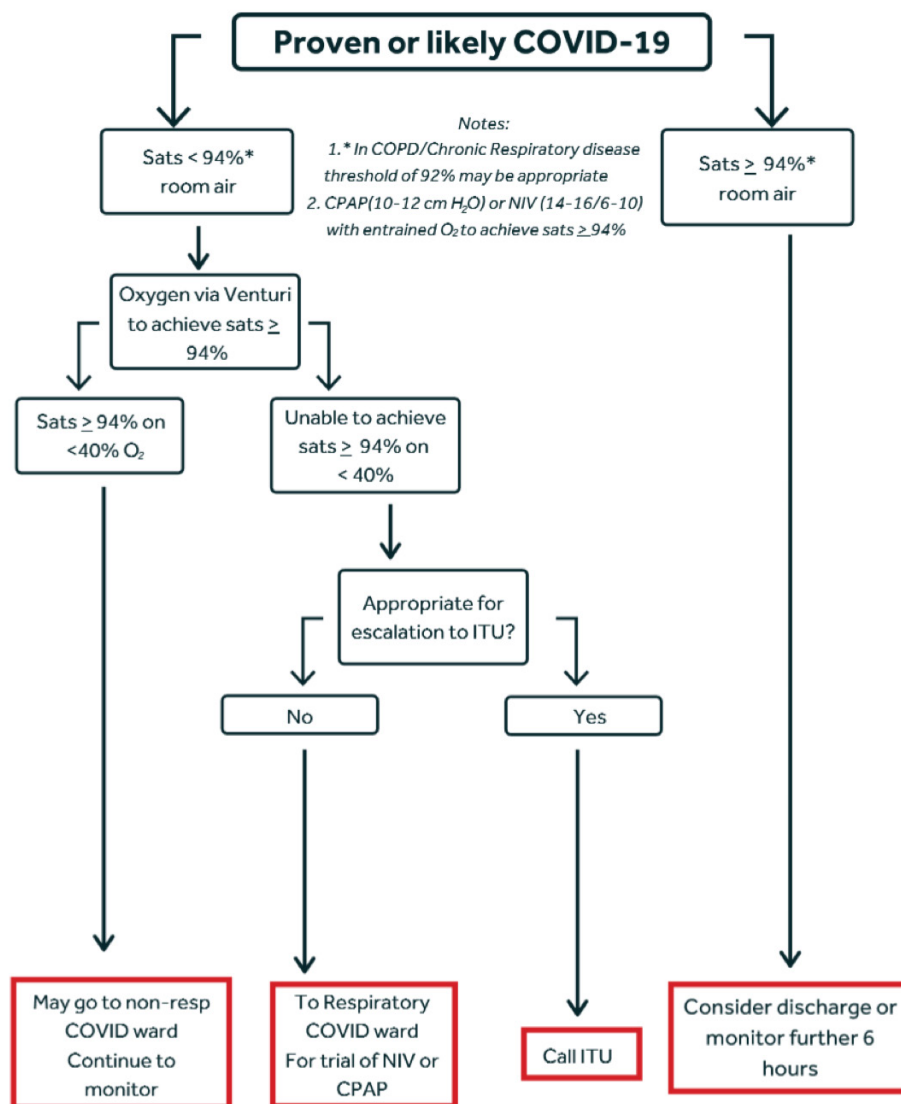 Proven or likely COVID-19
Sats < 94%*
room air
Notes:
1.* In COPD/Chronic Respiratory disease
threshold of 92% may be appropriate
2. CPAP(10-12 cm H₂O) or NIV (14-16/6-10)
with entrained O₂ to achieve sats ≥ 94%
Sats ≥ 94%*
room air
Oxygen via Venturi
to achieve sats ≥
94%
Sats ≥ 94% on
<40% O₂
Unable to achieve
sats ≥ 94% on
< 40%
Appropriate for
escalation to ITU?
No
Yes
May go to non-resp
COVID ward
Continue to
monitor
To Respiratory
COVID ward
For trial of NIV or
CPAP
Call ITU
Consider discharge or
monitor further 6
hours